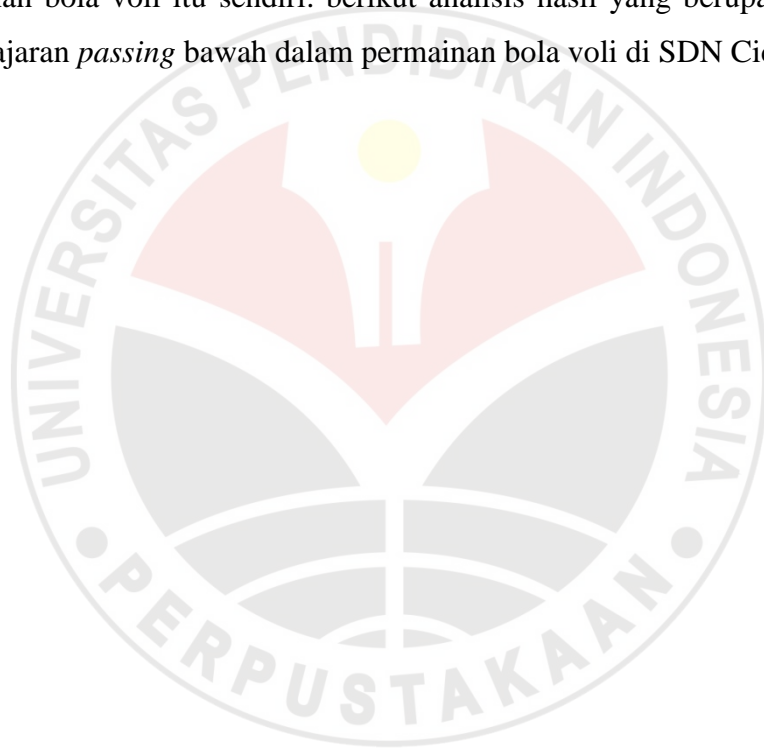 bola voli itu sendiri. berikut analisis hasil yang
passing bawah dalam permainan bola voli di SDN
UNIVERSITAS PENDIDIKAN INDONESIA
PERPUSTAKAAN